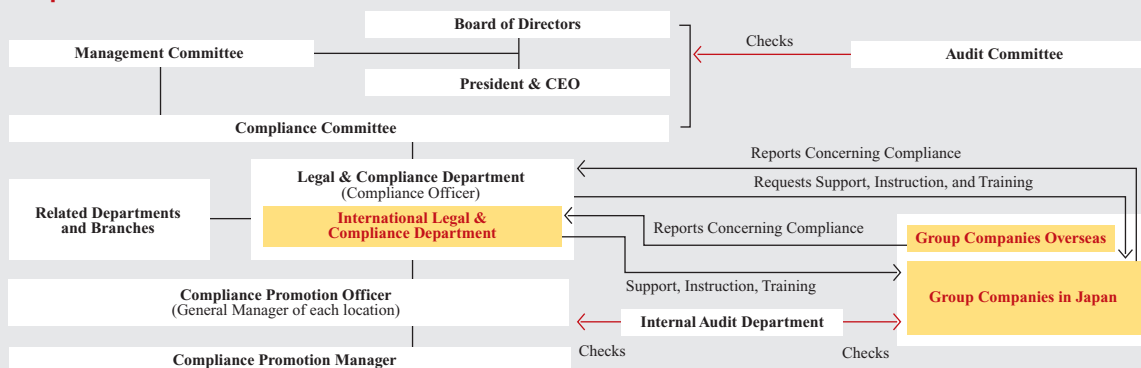 Board of Directors
Management Committee
Checks
Audit Committee
President & CEO
Compliance Committee
Reports Concerning Compliance
Legal & Compliance Department
(Compliance Officer)
Requests Support, Instruction, and Training
Related Departments
and Branches
International Legal &
Compliance Department
Reports Concerning Compliance
Group Companies Overseas
Support, Instruction, Training
Group Companies in Japan
Compliance Promotion Officer
(General Manager of each location)
Internal Audit Department
Checks
Checks
Compliance Promotion Manager